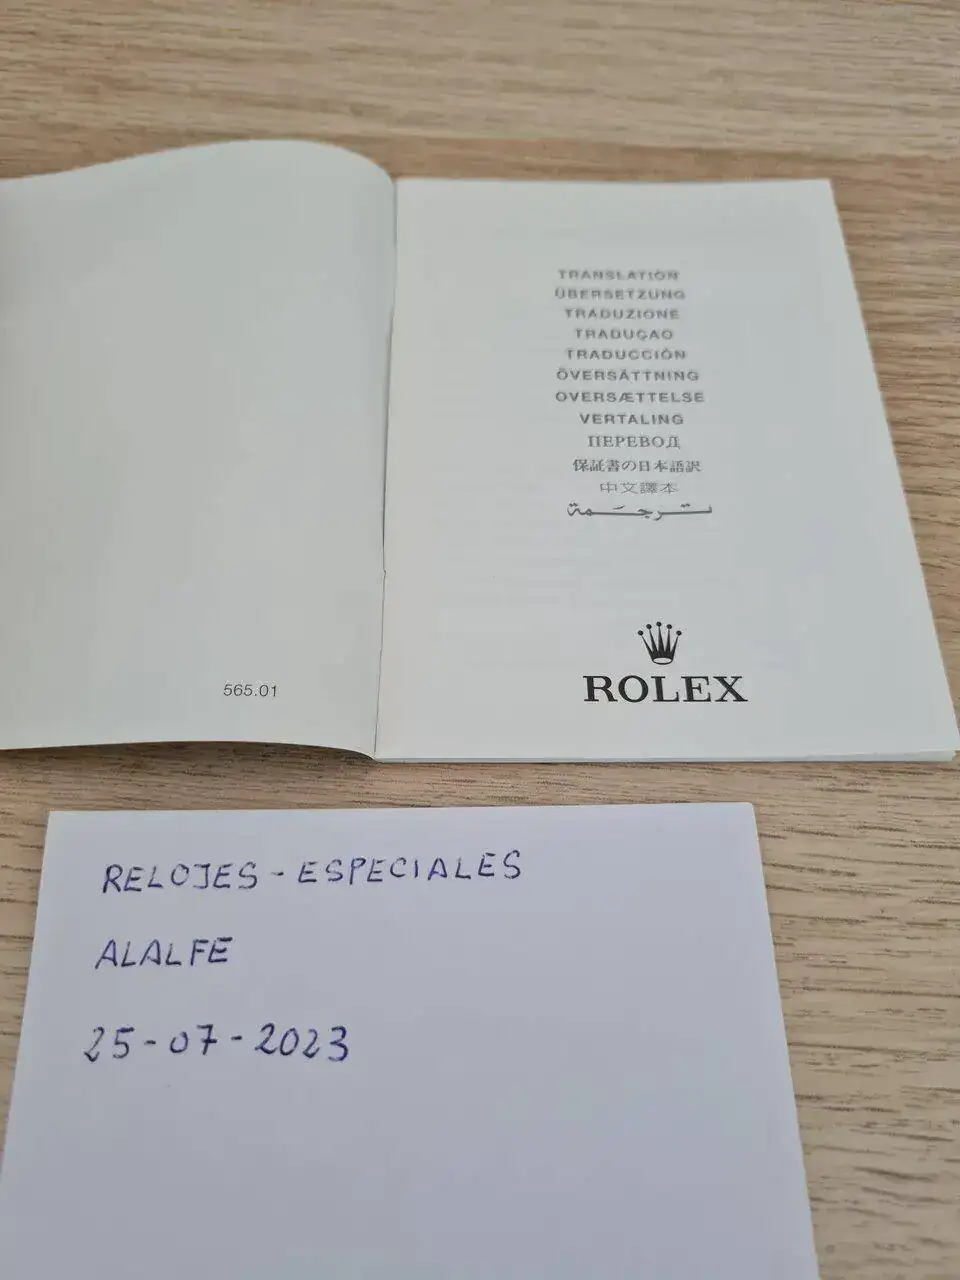 TRANSLATION
ÜBERSETZUNG
TRADUZIONE
TRADUÇAO
TRADUCCIÓN
ÖVERSÄTTNING
OVERSÆTTELSE
VERTALING
ПЕРЕВОД
保証書の日本語訳
中文譯本
ترجمة
ROLEX
565.01
RELOJES - ESPECIALES
ALALFE
25-07-2023